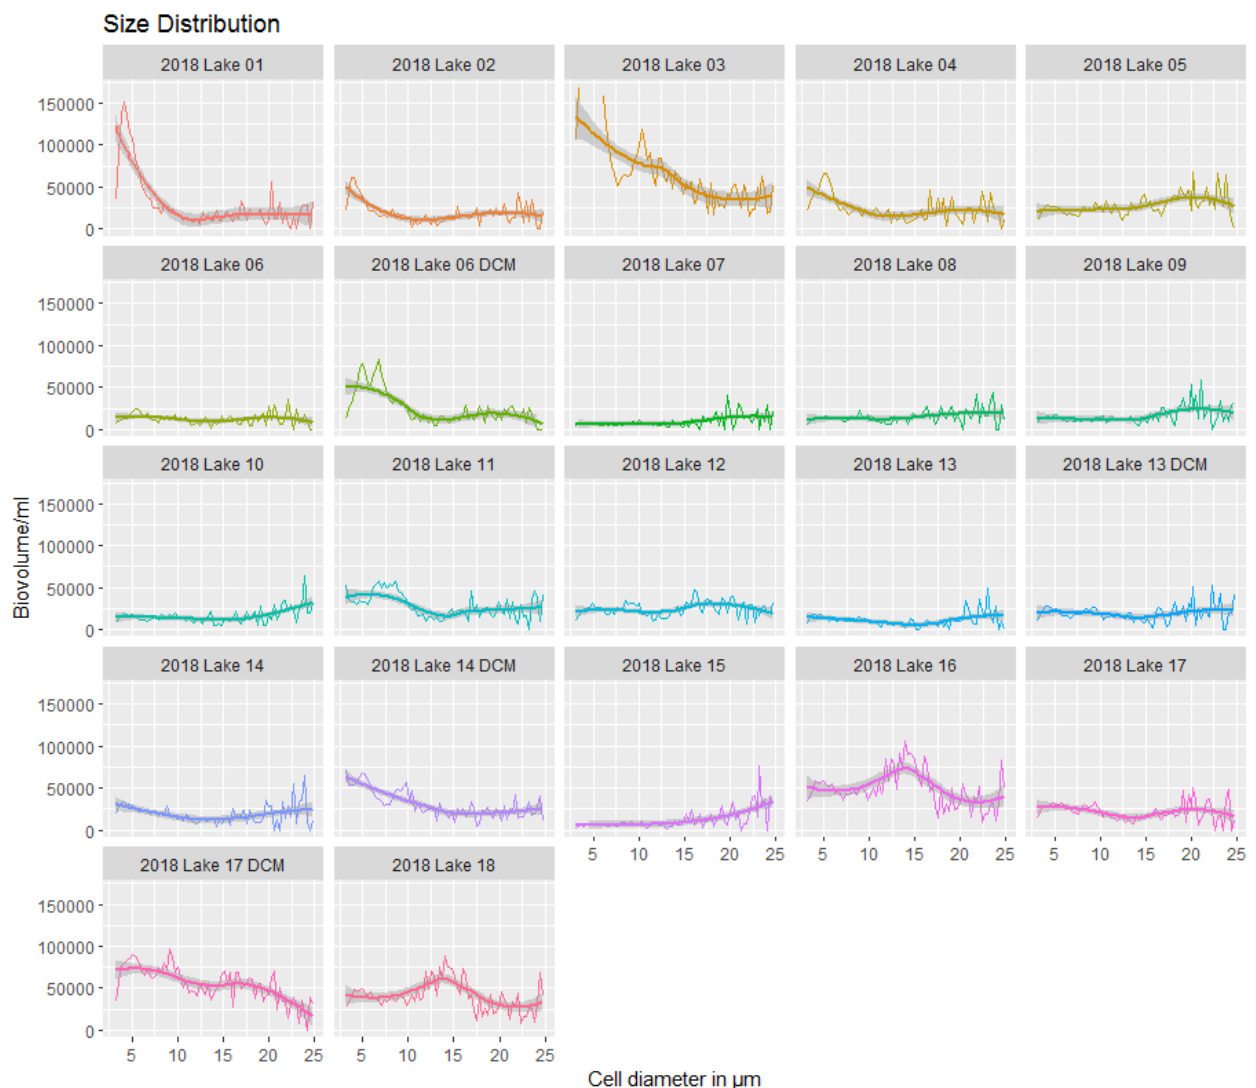 Size Distribution
2018 Lake 01 2018 Lake 02 2018 Lake 03 2018 Lake 04 2018 Lake 05
150000
100000
50000
0
2018 Lake 06 2018 Lake 06 DCM 2018 Lake 07 2018 Lake 08 2018 Lake 09
150000
100000
50000
0
2018 Lake 10 2018 Lake 11 2018 Lake 12 2018 Lake 13 2018 Lake 13 DCM
150000
100000
50000
0
Biovolume/ml
2018 Lake 14 2018 Lake 14 DCM 2018 Lake 15 2018 Lake 16 2018 Lake 17
150000
100000
50000
0
5 10 15 20 25 5 10 15 20 25 5 10 15 20 25
2018 Lake 17 DCM 2018 Lake 18
150000
100000
50000
0
5 10 15 20 25 5 10 15 20 25
Cell diameter in µm